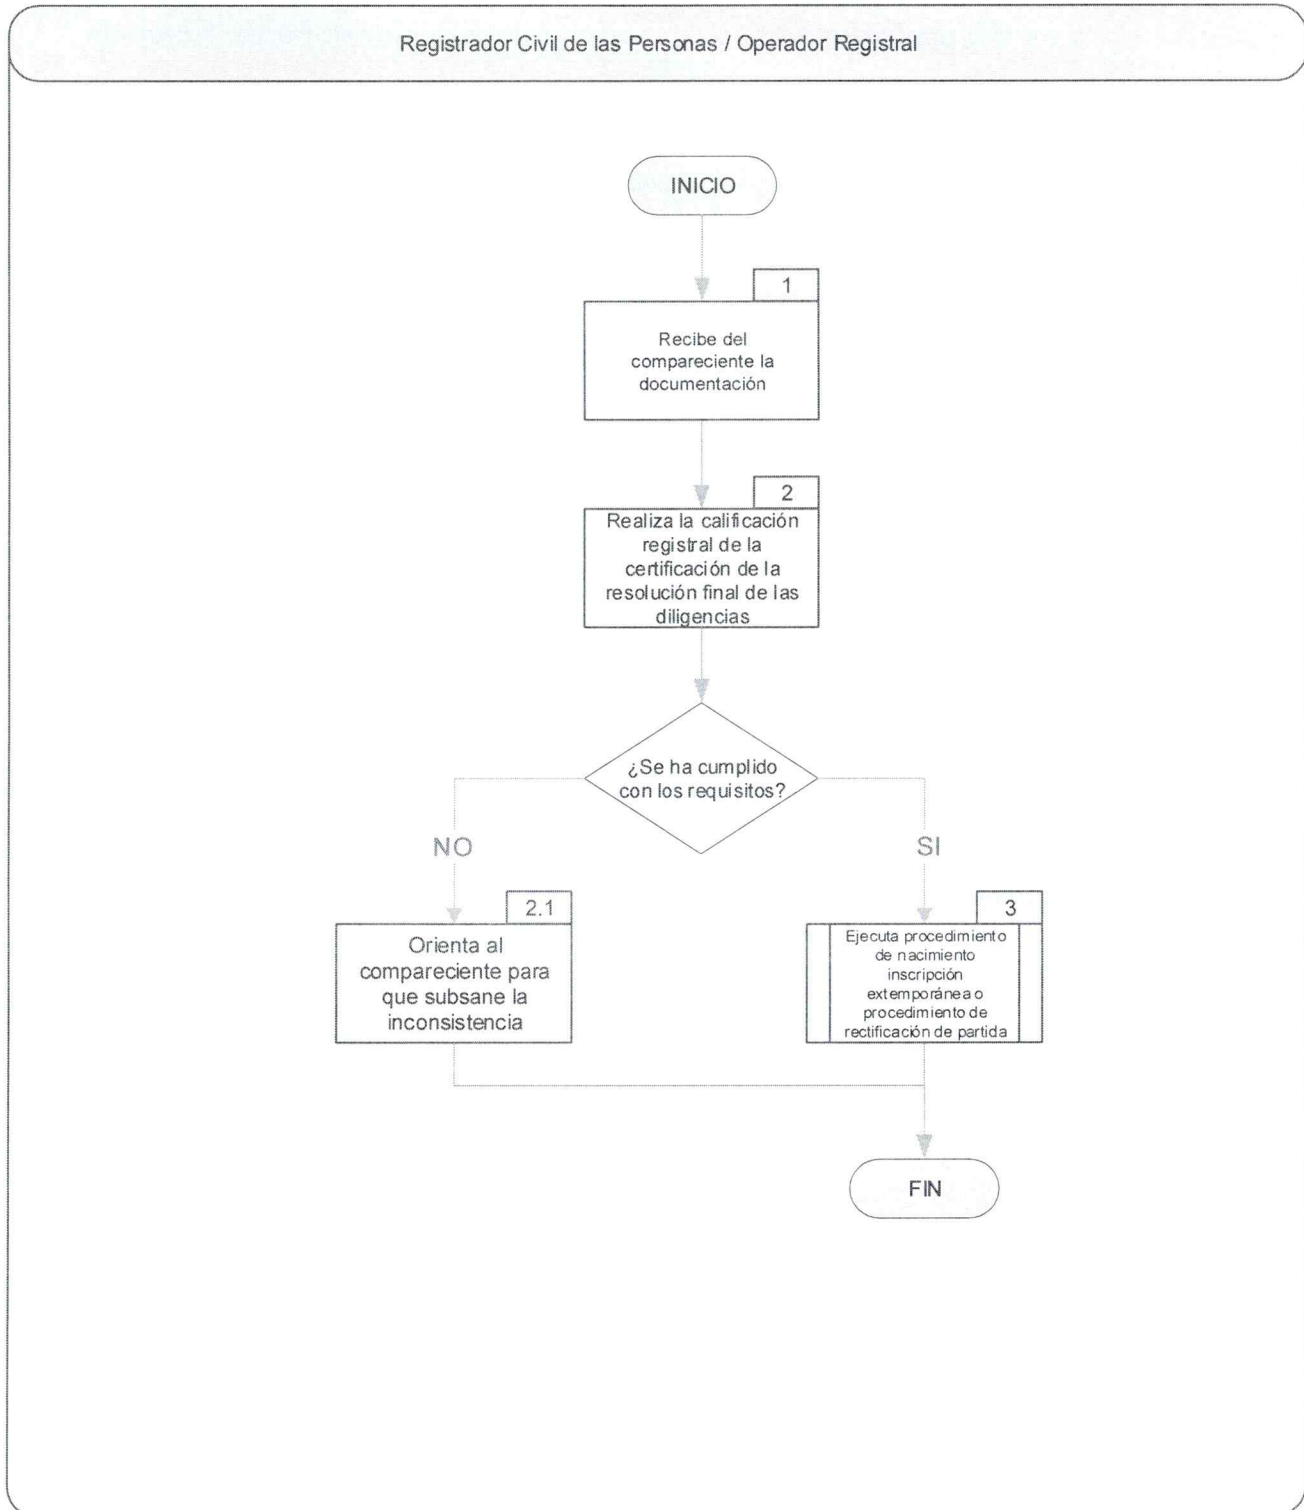 Registrador Civil de las Personas / Operador Registral
INICIO
1
Recibe del
compareciente la
documentación
2
Realiza la calificación
registral de la
certificación de la
resolución final de las
diligencias
¿Se ha cumplido
con los requisitos?
NO
SI
2.1
Orienta al
compareciente para
que subsane la
inconsistencia
3
Ejecuta procedimiento
de nacimiento
inscripción
extemporánea o
procedimiento de
rectificación de partida
FIN